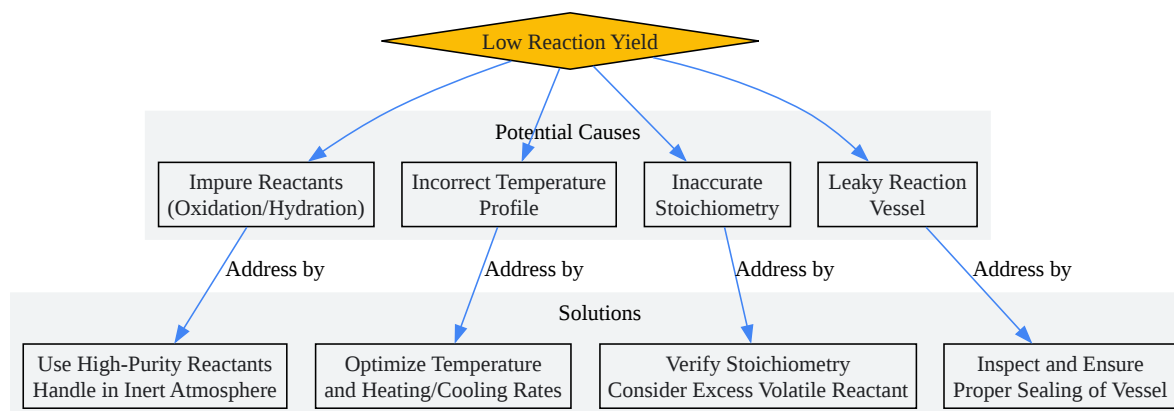 Low Reaction Yield
Potential Causes
Impure Reactants
(Oxidation/Hydration)
Incorrect Temperature
Profile
Inaccurate
Stoichiometry
Leaky Reaction
Vessel
Address by
Address by
Address by
Address by
Solutions
Use High-Purity Reactants
Handle in Inert Atmosphere
Optimize Temperature
and Heating/Cooling Rates
Verify Stoichiometry
Consider Excess Volatile Reactant
Inspect and Ensure
Proper Sealing of Vessel